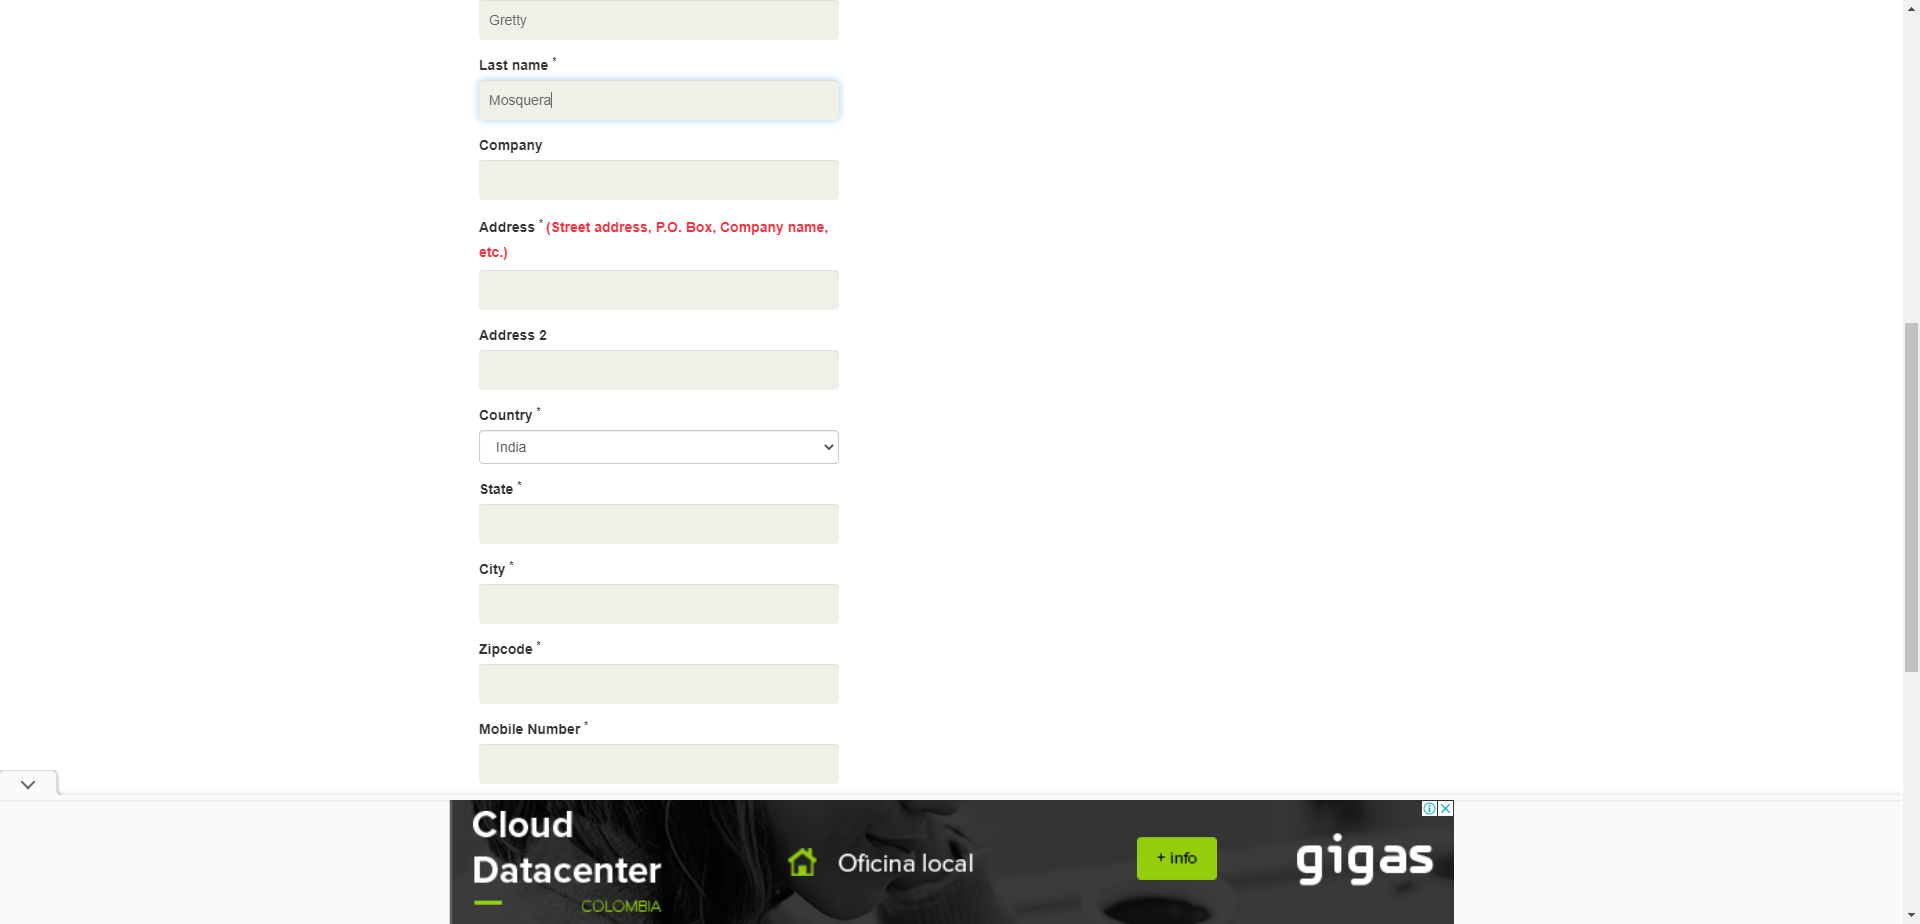 Gretty
Last name *
Mosquera
Company
Address * (Street address, P.O. Box, Company name,
etc.)
Address 2
Country *
India
State *
City *
Zipcode *
Mobile Number *
Cloud
Datacenter
COLOMBIA
Oficina local
+ info
gigas